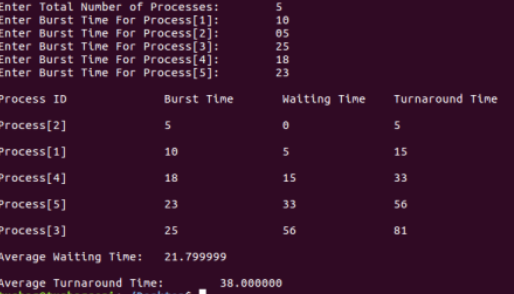 Enter Total Number of Processes: 5
Enter Burst Time For Process[1]: 10
Enter Burst Time For Process[2]: 05
Enter Burst Time For Process[3]: 25
Enter Burst Time For Process[4]: 18
Enter Burst Time For Process[5]: 23
Process ID Burst Time Waiting Time Turnaround Time
Process[2] 5 0 5
Process[1] 10 5 15
Process[4] 18 15 33
Process[5] 23 33 56
Process[3] 25 56 81
Average Waiting Time: 21.799999
Average Turnaround Time: 38.000000